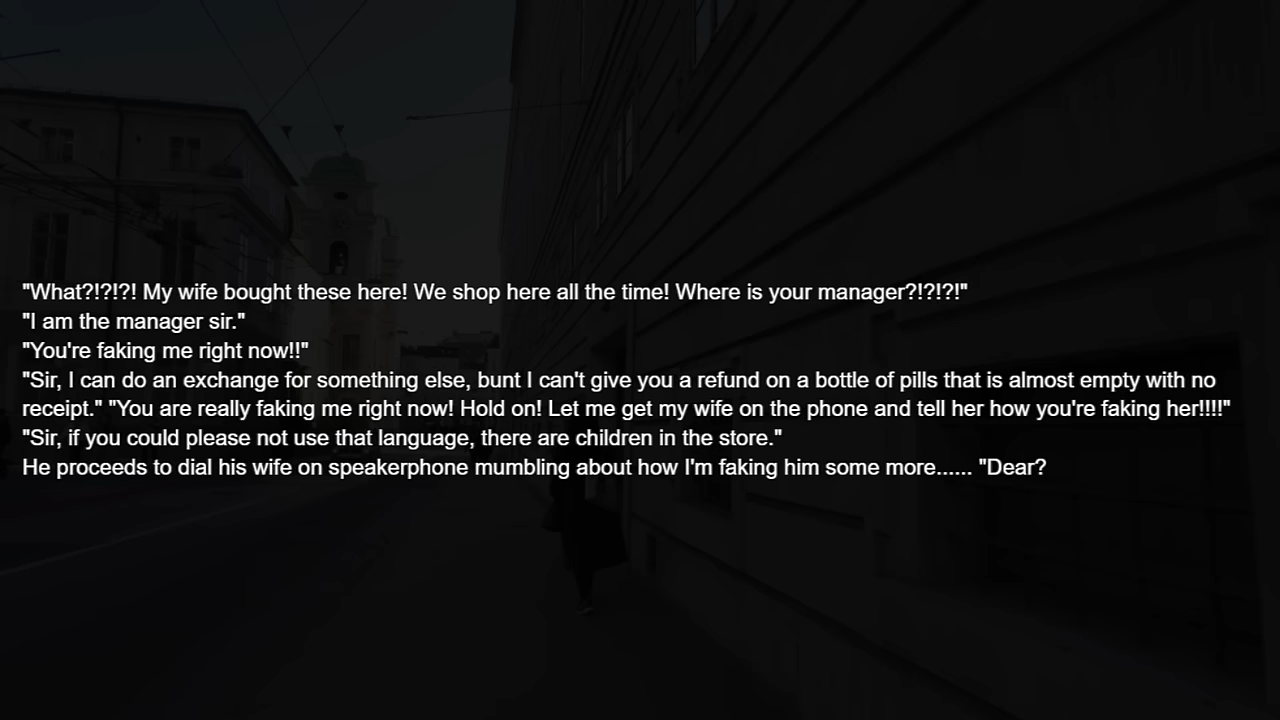 "What?!?!?! My wife bought these here! We shop here all the time! Where is your manager?!?!?!"
"I am the manager sir."
"You're faking me right now!!"
"Sir, I can do an exchange for something else, bunt I can't give you a refund on a bottle of pills that is almost empty with no
receipt." "You are really faking me right now! Hold on! Let me get my wife on the phone and tell her how you're faking her!!!!"
"Sir, if you could please not use that language, there are children in the store."
He proceeds to dial his wife on speakerphone mumbling about how I'm faking him some more...... "Dear?